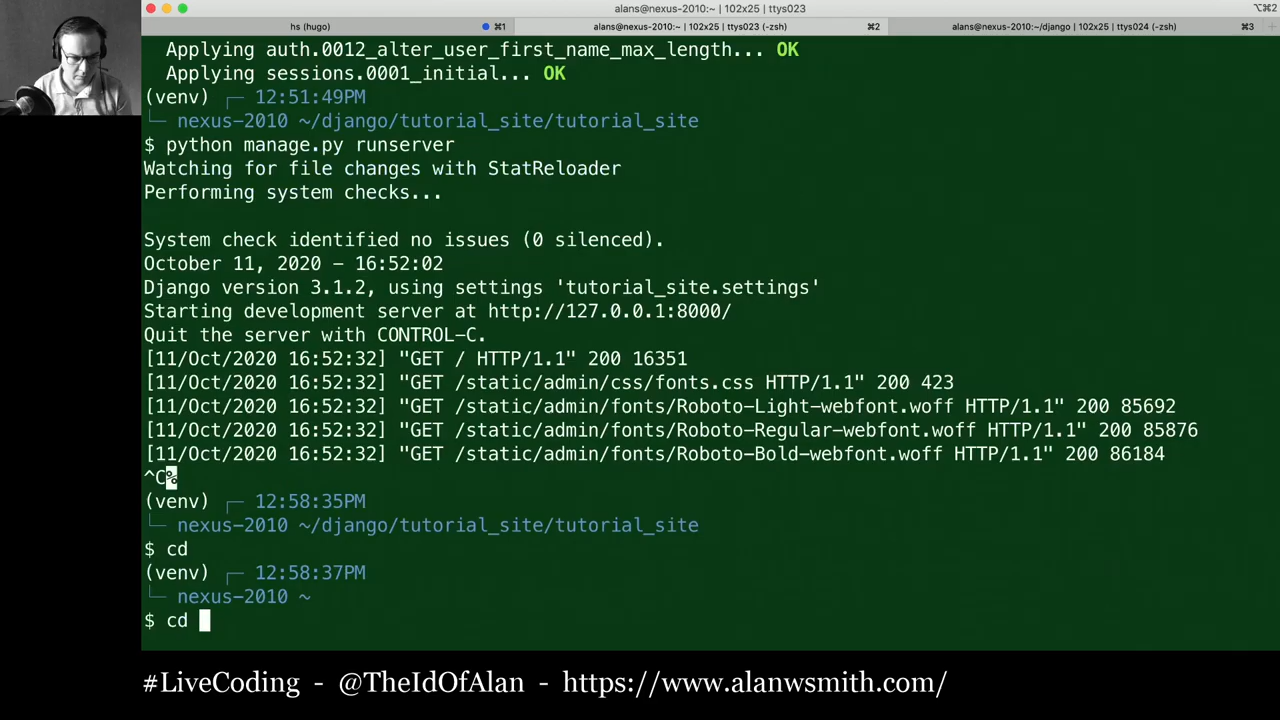 alans@nexus-2010:~ | 102x25 | ttys023
⌥⌘2
hs (hugo)
⌘1
alans@nexus-2010:~ | 102x25 | ttys023 (-zsh)
⌘2
alans@nexus-2010:~/django | 102x25 | ttys024 (-zsh)
⌘3
Applying auth.0012_alter_user_first_name_max_length... OK
Applying sessions.0001_initial... OK
(venv) ┌─ 12:51:49PM
└─ nexus-2010 ~/django/tutorial_site/tutorial_site
$ python manage.py runserver
Watching for file changes with StatReloader
Performing system checks...
System check identified no issues (0 silenced).
October 11, 2020 - 16:52:02
Django version 3.1.2, using settings 'tutorial_site.settings'
Starting development server at http://127.0.0.1:8000/
Quit the server with CONTROL-C.
[11/Oct/2020 16:52:32] "GET / HTTP/1.1" 200 16351
[11/Oct/2020 16:52:32] "GET /static/admin/css/fonts.css HTTP/1.1" 200 423
[11/Oct/2020 16:52:32] "GET /static/admin/fonts/Roboto-Light-webfont.woff HTTP/1.1" 200 85692
[11/Oct/2020 16:52:32] "GET /static/admin/fonts/Roboto-Regular-webfont.woff HTTP/1.1" 200 85876
[11/Oct/2020 16:52:32] "GET /static/admin/fonts/Roboto-Bold-webfont.woff HTTP/1.1" 200 86184
^C%
(venv) ┌─ 12:58:35PM
└─ nexus-2010 ~/django/tutorial_site/tutorial_site
$ cd
(venv) ┌─ 12:58:37PM
└─ nexus-2010 ~
$ cd
#LiveCoding - @TheIdOfAlan - https://www.alanwsmith.com/